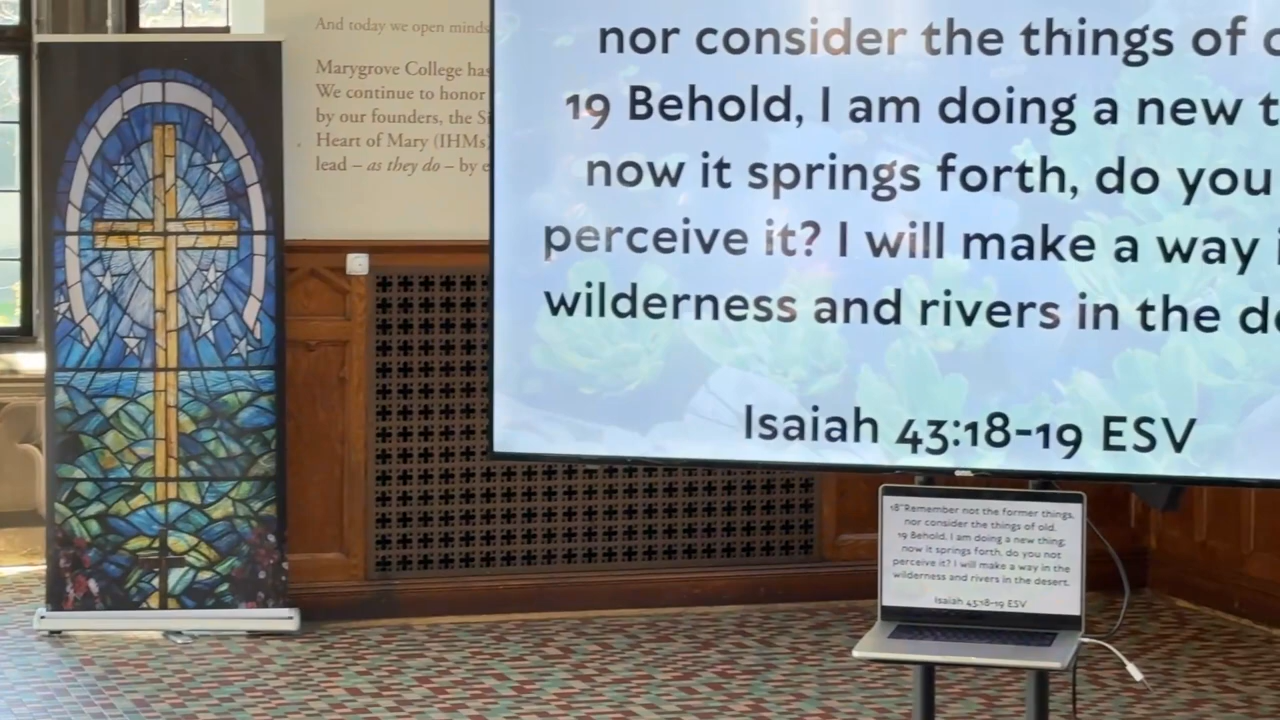 And today we open minds
Marygrove College has
We continue to honor
by our founders, the
Heart of Mary (IHMs)
lead – as they do – by
nor consider the things of
19 Behold, I am doing a new
now it springs forth, do you
perceive it? I will make a way
wilderness and rivers in the
Isaiah 43:18-19 ESV
18"Remember not the former things,
nor consider the things of old.
19 Behold, I am doing a new thing;
now it springs forth, do you not
perceive it? I will make a way in the
wilderness and rivers in the desert.
Isaiah 43:18-19 ESV